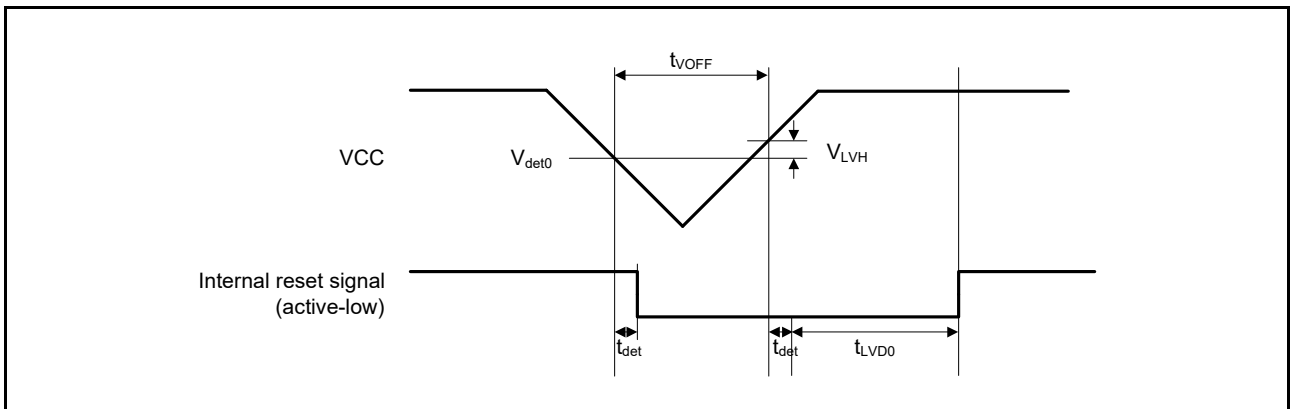 tVOFF
VCC
Vdet0
VLVH
Internal reset signal
(active-low)
tdet
tdet
tLVD0